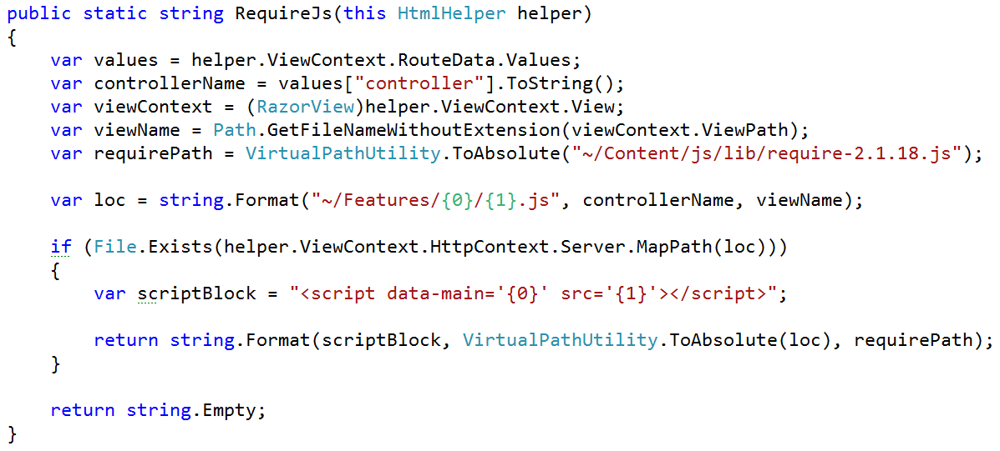 public static string RequireJs(this HtmlHelper helper)
{
    var values = helper.ViewContext.RouteData.Values;
    var controllerName = values["controller"].ToString();
    var viewContext = (RazorView)helper.ViewContext.View;
    var viewName = Path.GetFileNameWithoutExtension(viewContext.ViewPath);
    var requirePath = VirtualPathUtility.ToAbsolute("~/Content/js/lib/require-2.1.18.js");

    var loc = string.Format("~/Features/{0}/{1}.js", controllerName, viewName);

    if (File.Exists(helper.ViewContext.HttpContext.Server.MapPath(loc)))
    {
        var scriptBlock = "<script data-main='{0}' src='{1}'></script>";

        return string.Format(scriptBlock, VirtualPathUtility.ToAbsolute(loc), requirePath);
    }

    return string.Empty;
}